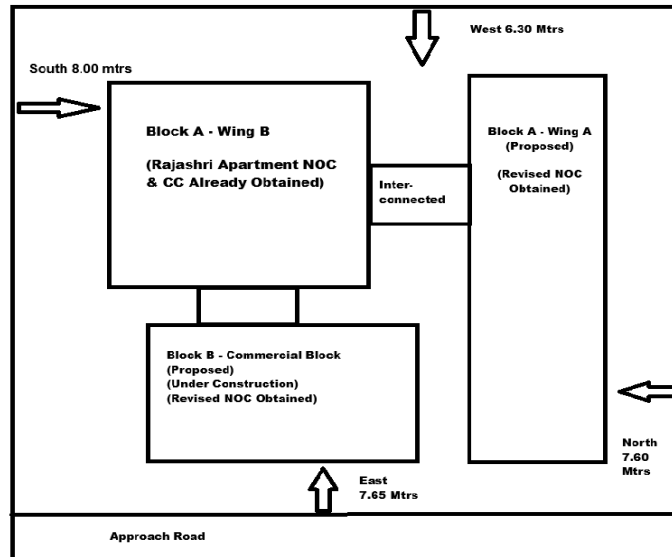 West 6.30 Mtrs
South 8.00 mtrs
Block A - Wing B
(Rajashri Apartment NOC
& CC Already Obtained)
Inter-
connected
Block A - Wing A
(Proposed)
(Revised NOC
Obtained)
Block B - Commercial Block
(Proposed)
(Under Construction)
(Revised NOC Obtained)
North
7.60
Mtrs
East
7.65 Mtrs
Approach Road